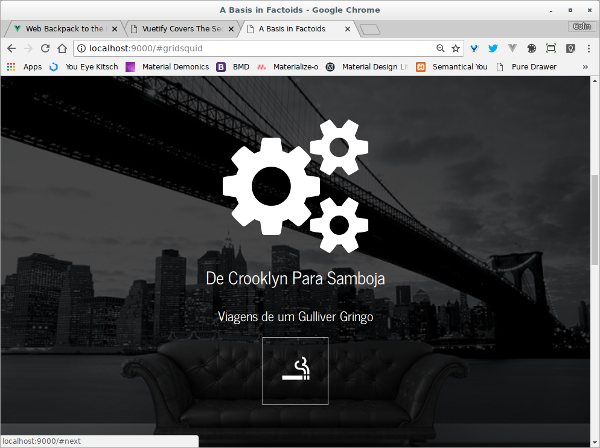 A Basis in Factoids - Google Chrome
Web Backpack to the
Vuetify Covers The Se
A Basis in Factoids
Colin
localhost:9000/#gridsquid
Apps
You Eye Kitsch
Material Demonics
BMD
Materialize-o
Material Design Li
Semantical You
Pure Drawer
De Crooklyn Para Samboja
Viagens de um Gulliver Gringo
localhost:9000/#next